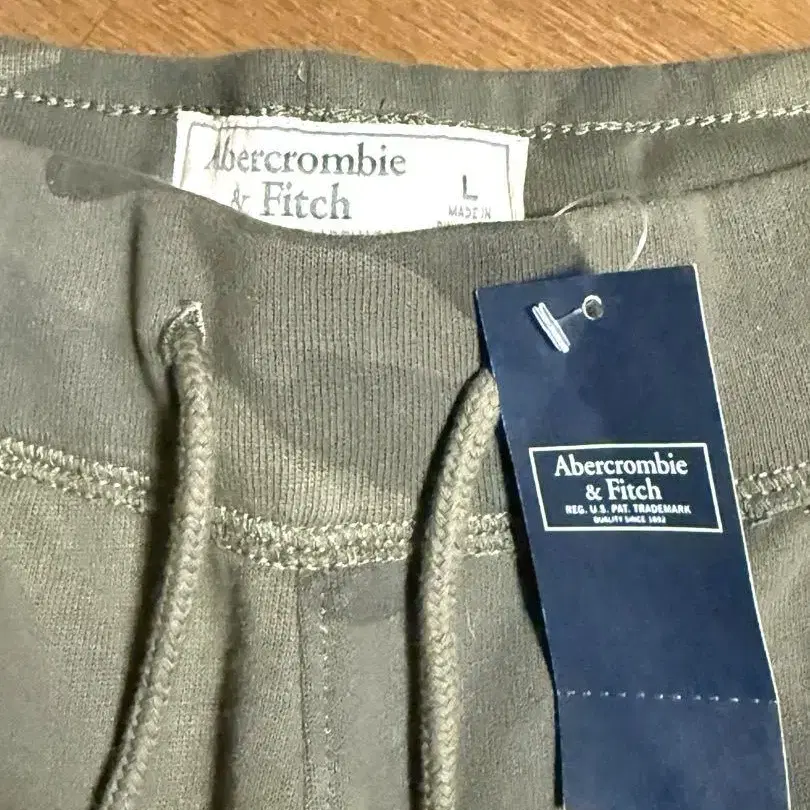 Abercrombie
& Fitch
L
MADE IN
Abercrombie
& Fitch
REG. U.S. PAT. TRADEMARK
QUALITY SINCE 1892